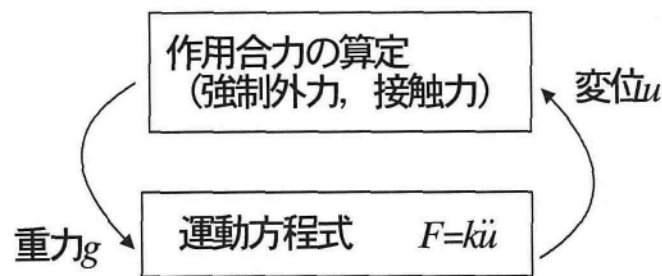 作用合力の算定
（強制外力，接触力）
変位u
重力g
運動方程式 F=kü